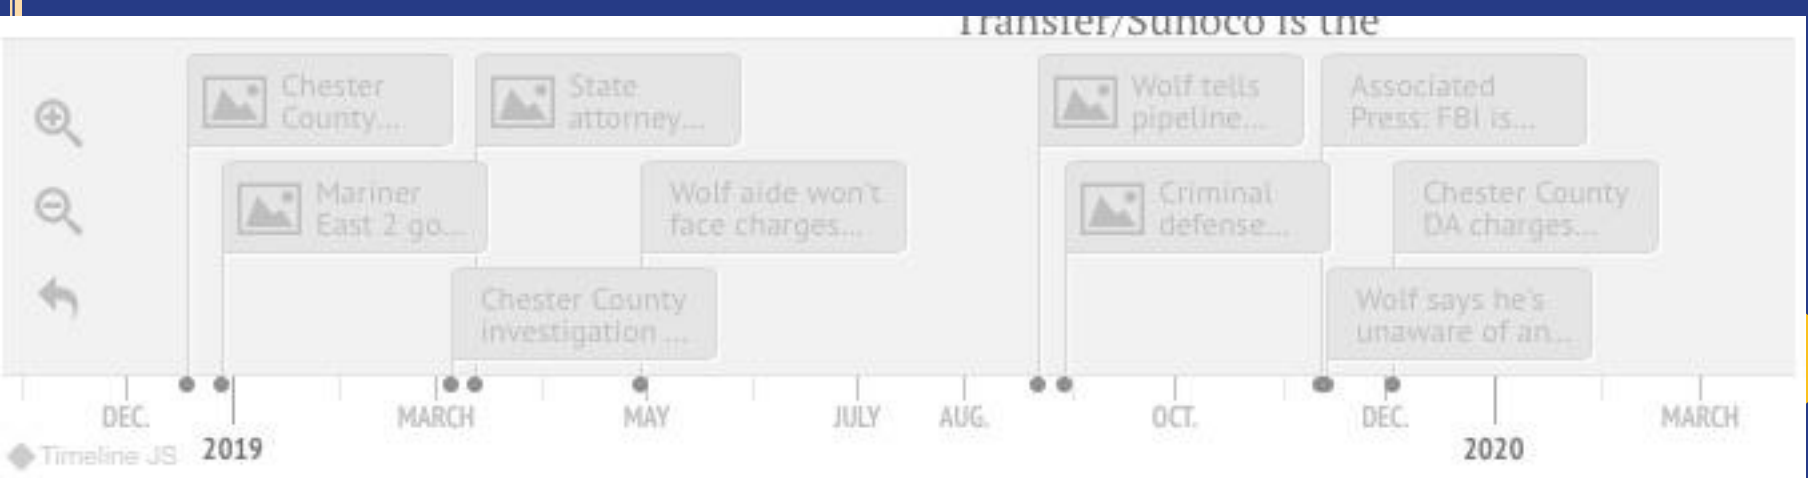 Transfer/Sunoco is the
Chester
County...
State
attorney...
Wolf tells
pipeline...
Associated
Press: FBI is...
Mariner
East 2 go...
Wolf aide won't
face charges...
Criminal
defense...
Chester County
DA charges...
Chester County
investigation ...
Wolf says he's
unaware of an...
DEC. MARCH MAY JULY AUG. OCT. DEC. MARCH
2019 2020
Timeline JS